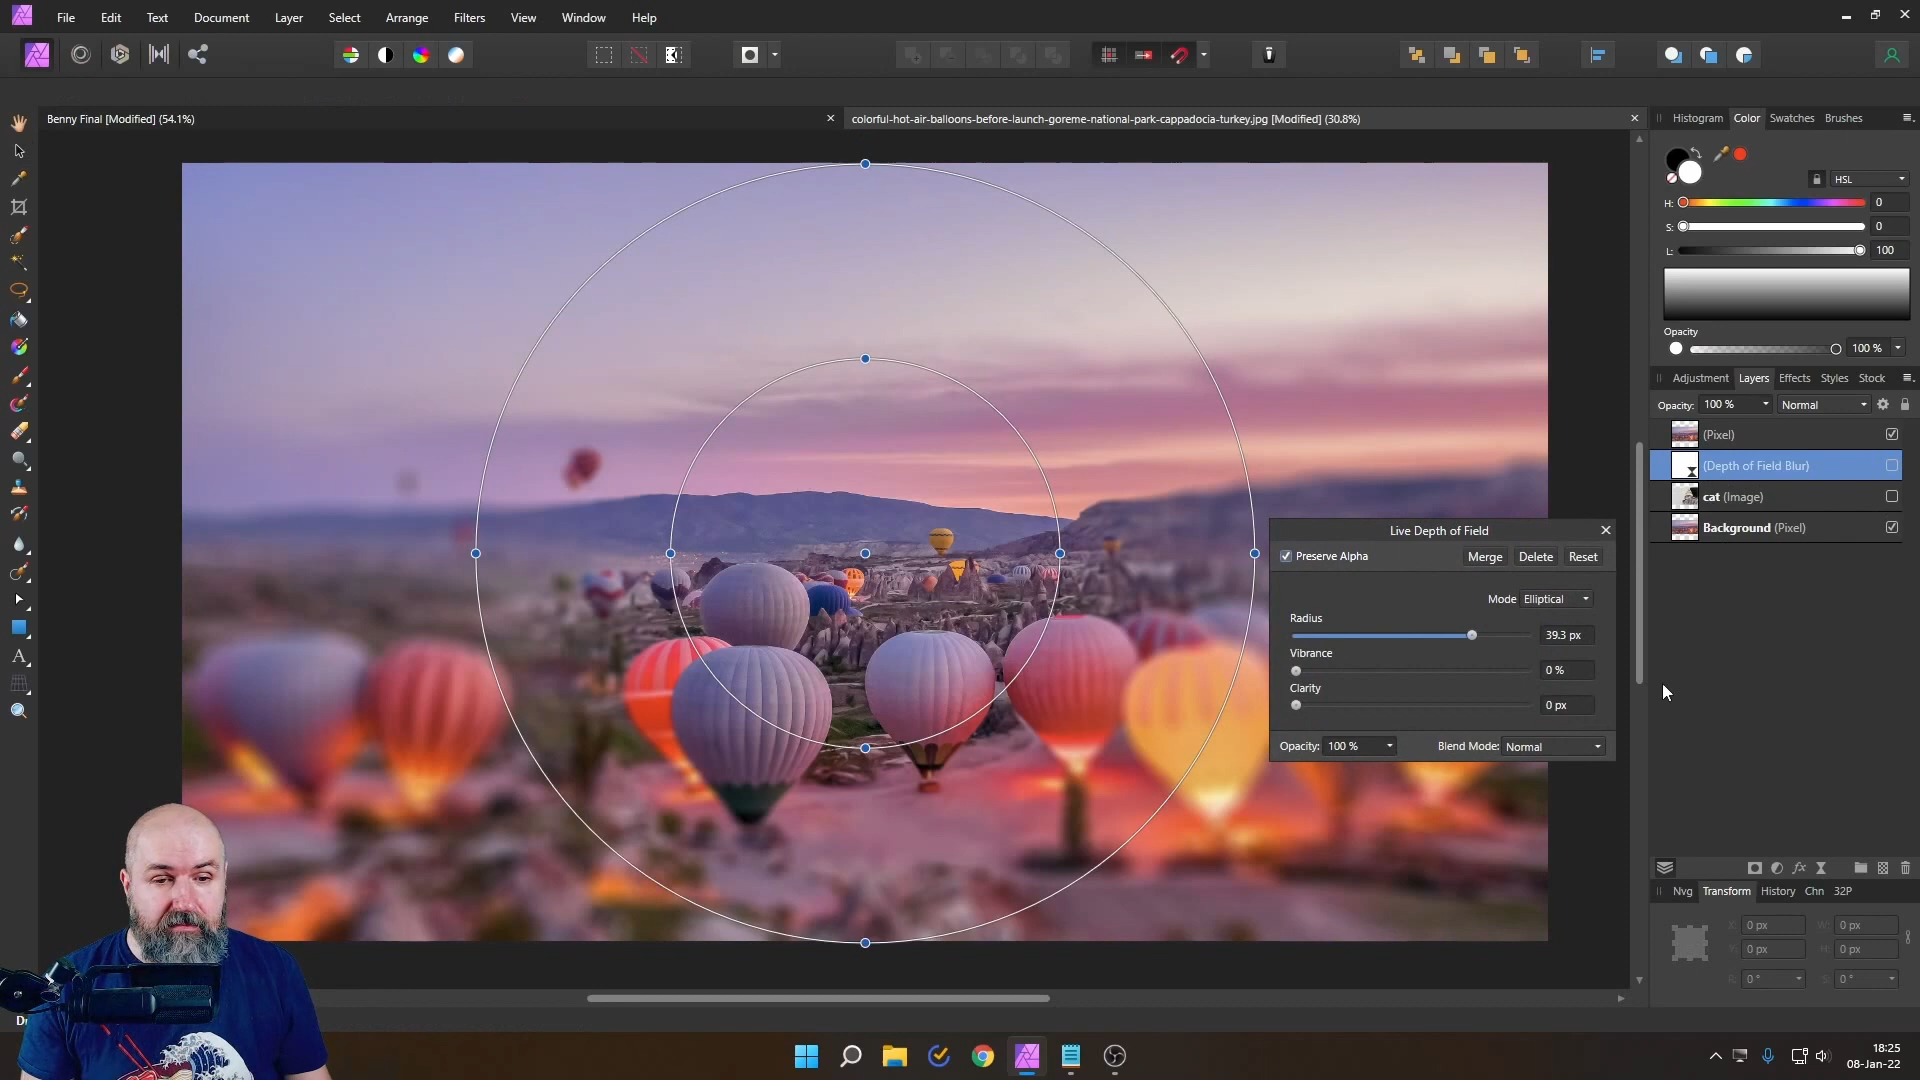 File Edit Text Document Layer Select Arrange Filters View Window Help
Benny Final [Modified] (54.1%)
colorful-hot-air-balloons-before-launch-goreme-national-park-cappadocia-turkey.jpg [Modified] (30.8%)
Histogram Color Swatches Brushes
HSL
H: 0
S: 0
L: 100
Opacity
100 %
Adjustment Layers Effects Styles Stock
Opacity: 100 % Normal
(Pixel)
(Depth of Field Blur)
cat (Image)
Background (Pixel)
Live Depth of Field
Preserve Alpha Merge Delete Reset
Mode Elliptical
Radius
39.3 px
Vibrance
0 %
Clarity
0 px
Opacity: 100 % Blend Mode: Normal
Nvg Transform History Chn 32P
X: 0 px W: 0 px
Y: 0 px H: 0 px
R: 0 ° S: 0 °
18:25
08-Jan-22